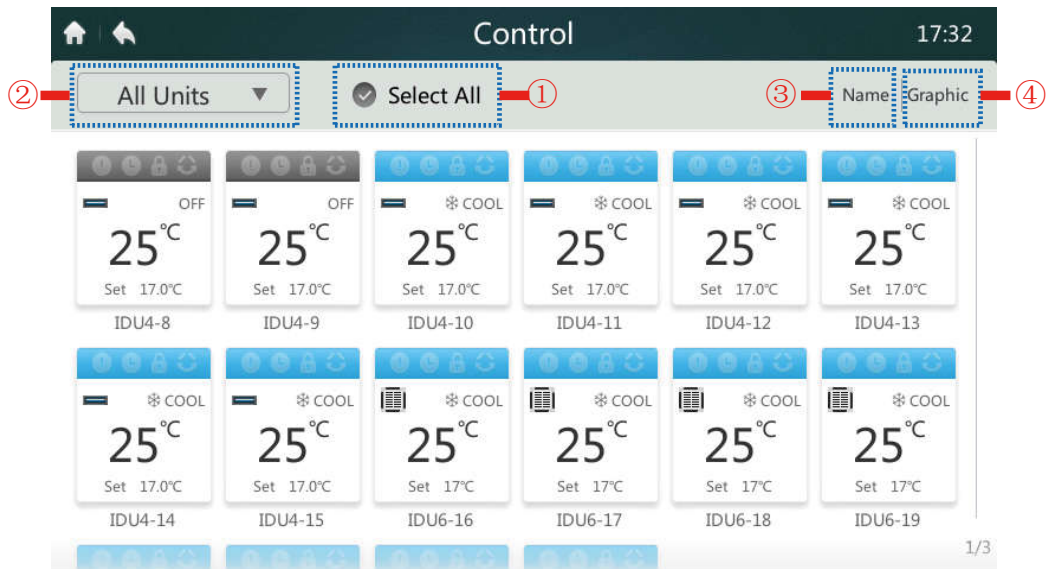 Control 17:32
② All Units ▼ Select All ① ③ Name Graphic ④
OFF OFF COOL COOL COOL COOL
25℃ 25℃ 25℃ 25℃ 25℃ 25℃
Set 17.0℃ Set 17.0℃ Set 17.0℃ Set 17.0℃ Set 17.0℃ Set 17.0℃
IDU4-8 IDU4-9 IDU4-10 IDU4-11 IDU4-12 IDU4-13
COOL COOL COOL COOL COOL COOL
25℃ 25℃ 25℃ 25℃ 25℃ 25℃
Set 17.0℃ Set 17.0℃ Set 17℃ Set 17℃ Set 17℃ Set 17℃
IDU4-14 IDU4-15 IDU6-16 IDU6-17 IDU6-18 IDU6-19
1/3